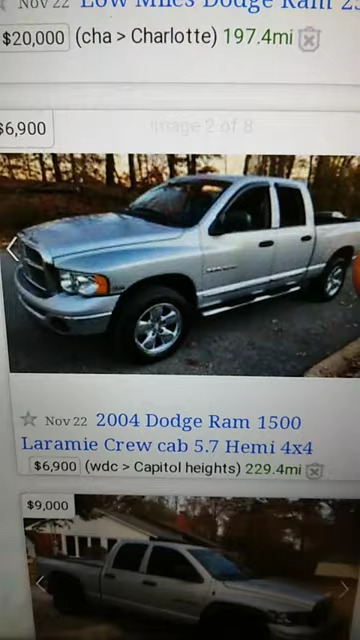 Nov 22 Low Miles Dodge Ram 25
$20,000 (cha > Charlotte) 197.4mi
$6,900
image 2 of 8
Nov 22 2004 Dodge Ram 1500
Laramie Crew cab 5.7 Hemi 4x4
$6,900 (wdc > Capitol heights) 229.4mi
$9,000